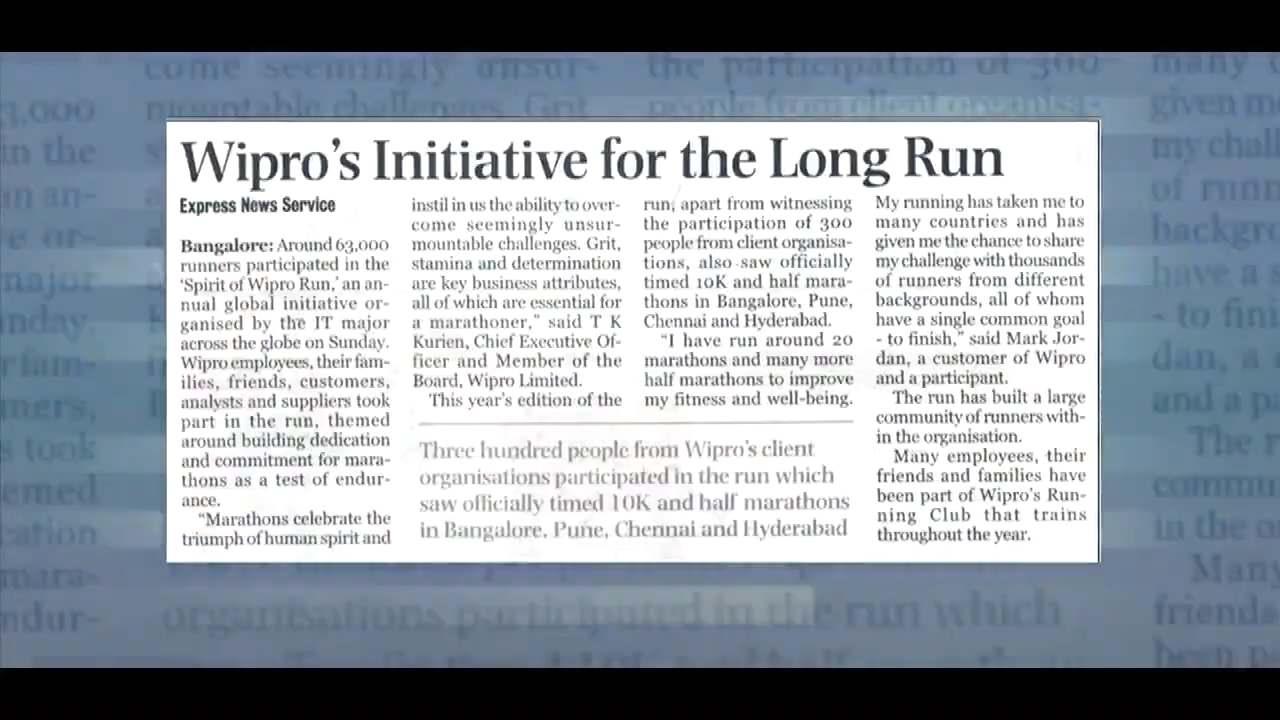 Wipro's Initiative for the Long Run
Express News Service
Bangalore: Around 63,000
runners participated in the
'Spirit of Wipro Run,' an an-
nual global initiative or-
ganised by the IT major
across the globe on Sunday.
Wipro employees, their fam-
ilies, friends, customers,
analysts and suppliers took
part in the run, themed
around building dedication
and commitment for mara-
thons as a test of endur-
ance.
"Marathons celebrate the
triumph of human spirit and
instil in us the ability to over-
come seemingly unsur-
mountable challenges. Grit,
stamina and determination
are key business attributes,
all of which are essential for
a marathoner," said T K
Kurien, Chief Executive Of-
ficer and Member of the
Board, Wipro Limited.
This year's edition of the
run, apart from witnessing
the participation of 300
people from client organisa-
tions, also saw officially
timed 10K and half mara-
thons in Bangalore, Pune,
Chennai and Hyderabad.
"I have run around 20
marathons and many more
half marathons to improve
my fitness and well-being.
My running has taken me to
many countries and has
given me the chance to share
my challenge with thousands
of runners from different
backgrounds, all of whom
have a single common goal
- to finish," said Mark Jor-
dan, a customer of Wipro
and a participant.
The run has built a large
community of runners with-
in the organisation.
Many employees, their
friends and families have
been part of Wipro's Run-
ning Club that trains
throughout the year.
Three hundred people from Wipro's client
organisations participated in the run which
saw officially timed 10K and half marathons
in Bangalore, Pune, Chennai and Hyderabad